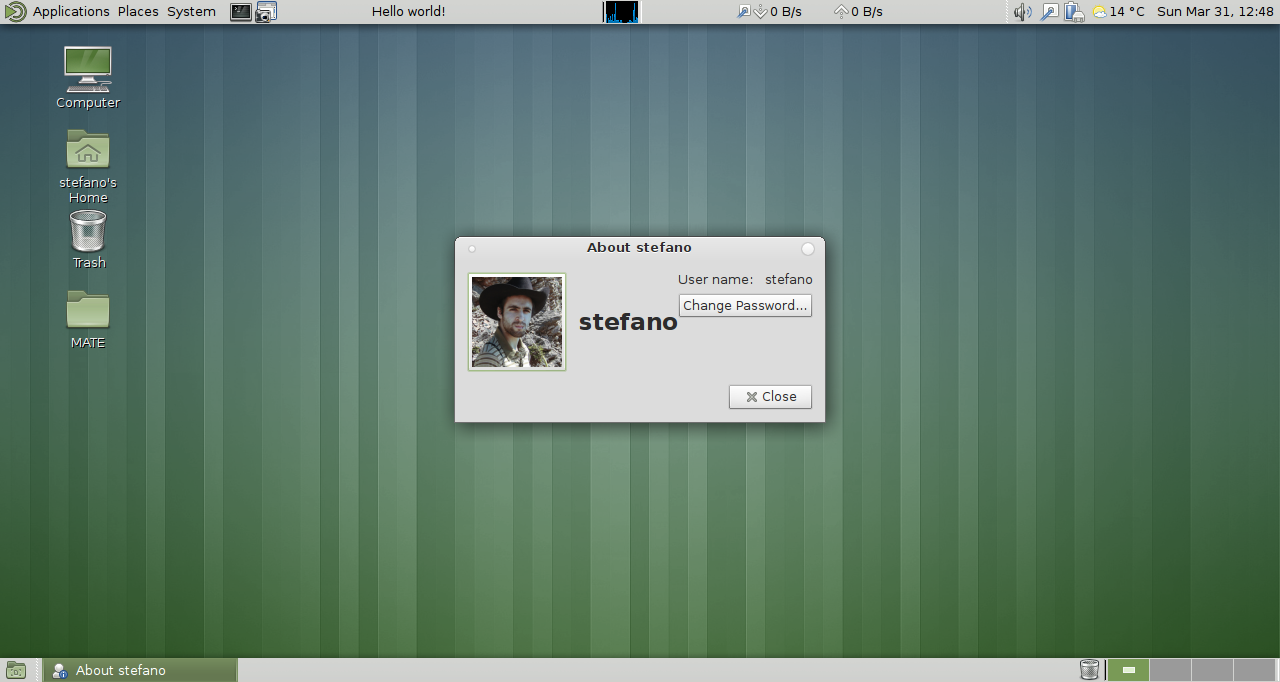 Applications Places System
Hello world!
0 B/s
0 B/s
14 °C
Sun Mar 31, 12:48
Computer
stefano's
Home
Trash
MATE
About stefano
User name: stefano
Change Password...
stefano
Close
About stefano